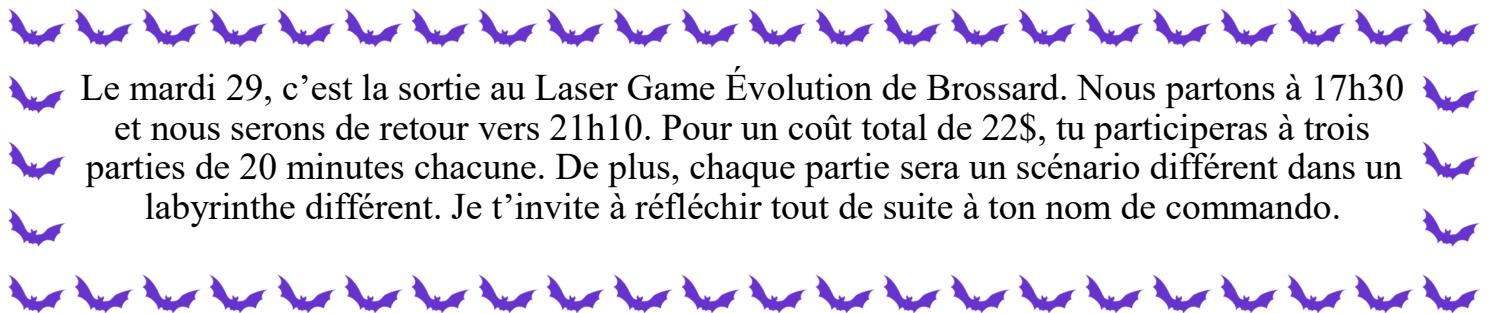 Le mardi 29, c’est la sortie au Laser Game Évolution de Brossard. Nous partons à 17h30
et nous serons de retour vers 21h10. Pour un coût total de 22$, tu participeras à trois
parties de 20 minutes chacune. De plus, chaque partie sera un scénario différent dans un
labyrinthe différent. Je t’invite à réfléchir tout de suite à ton nom de commando.